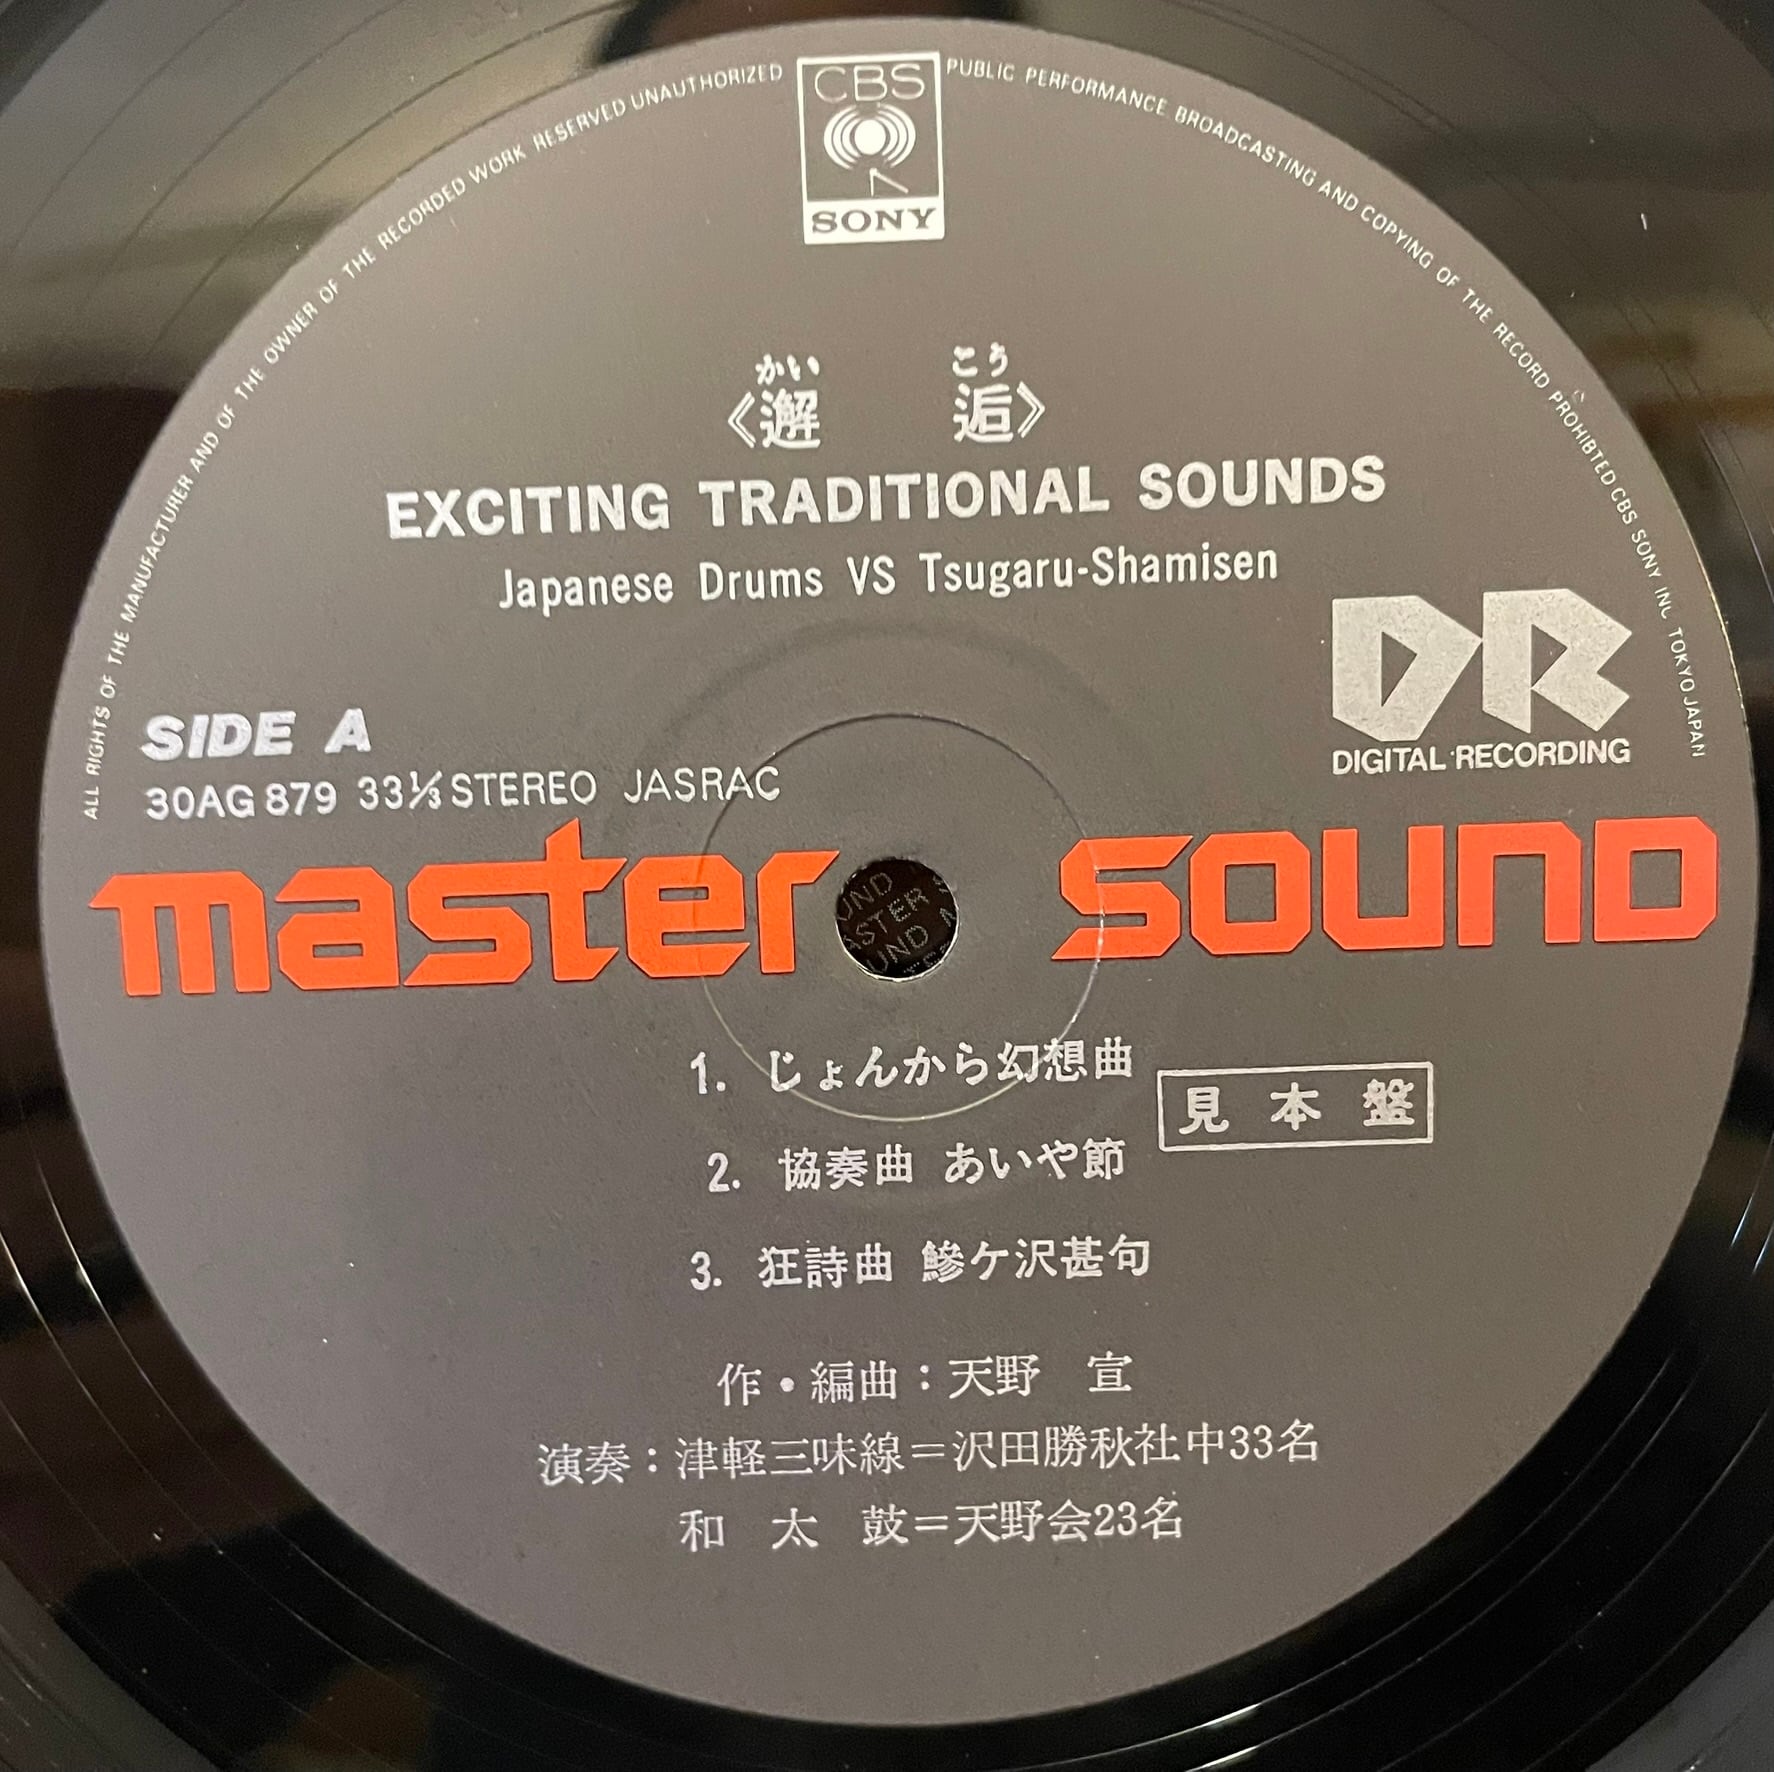 CBS
SONY
ALL RIGHTS OF THE MANUFACTURER AND OF THE OWNER OF THE RECORDED WORK RESERVED UNAUTHORIZED PUBLIC PERFORMANCE BROADCASTING AND COPYING OF THE RECORD PROHIBTED CBS SONY INC. TOKYO JAPAN
かい こう
《邂 逅》
EXCITING TRADITIONAL SOUNDS
Japanese Drums VS Tsugaru-Shamisen
DR
DIGITAL RECORDING
SIDE A
30AG 879 33⅓ STEREO JASRAC
master sound
UND
ASTER
UND
1. じょんから幻想曲
見本盤
2. 協奏曲 あいや節
3. 狂詩曲 鰺ケ沢甚句
作・編曲：天野 宣
演奏：津軽三味線＝沢田勝秋社中33名
和 太 鼓＝天野会23名